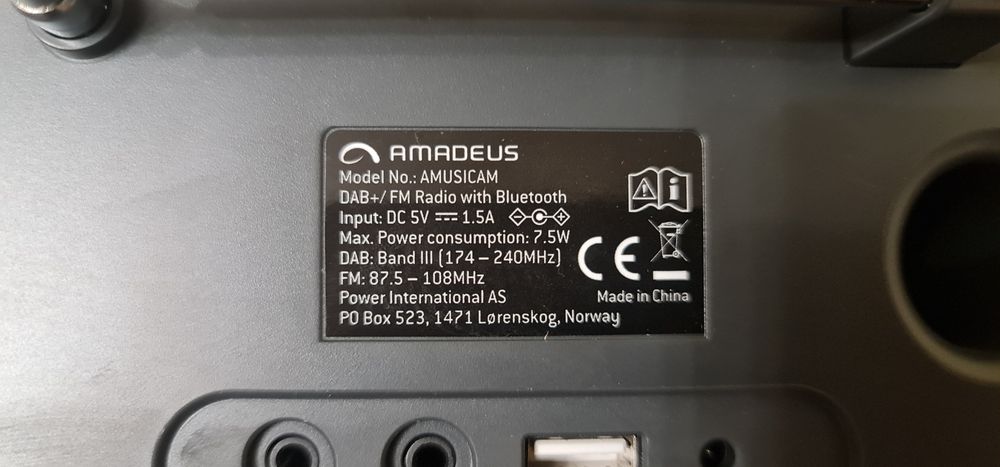 AMADEUS
Model No.: AMUSICAM
DAB+/ FM Radio with Bluetooth
Input: DC 5V ⎓ 1.5A
Max. Power consumption: 7.5W
DAB: Band III (174 – 240MHz)
FM: 87.5 – 108MHz
Power International AS
PO Box 523, 1471 Lørenskog, Norway
CE
Made in China